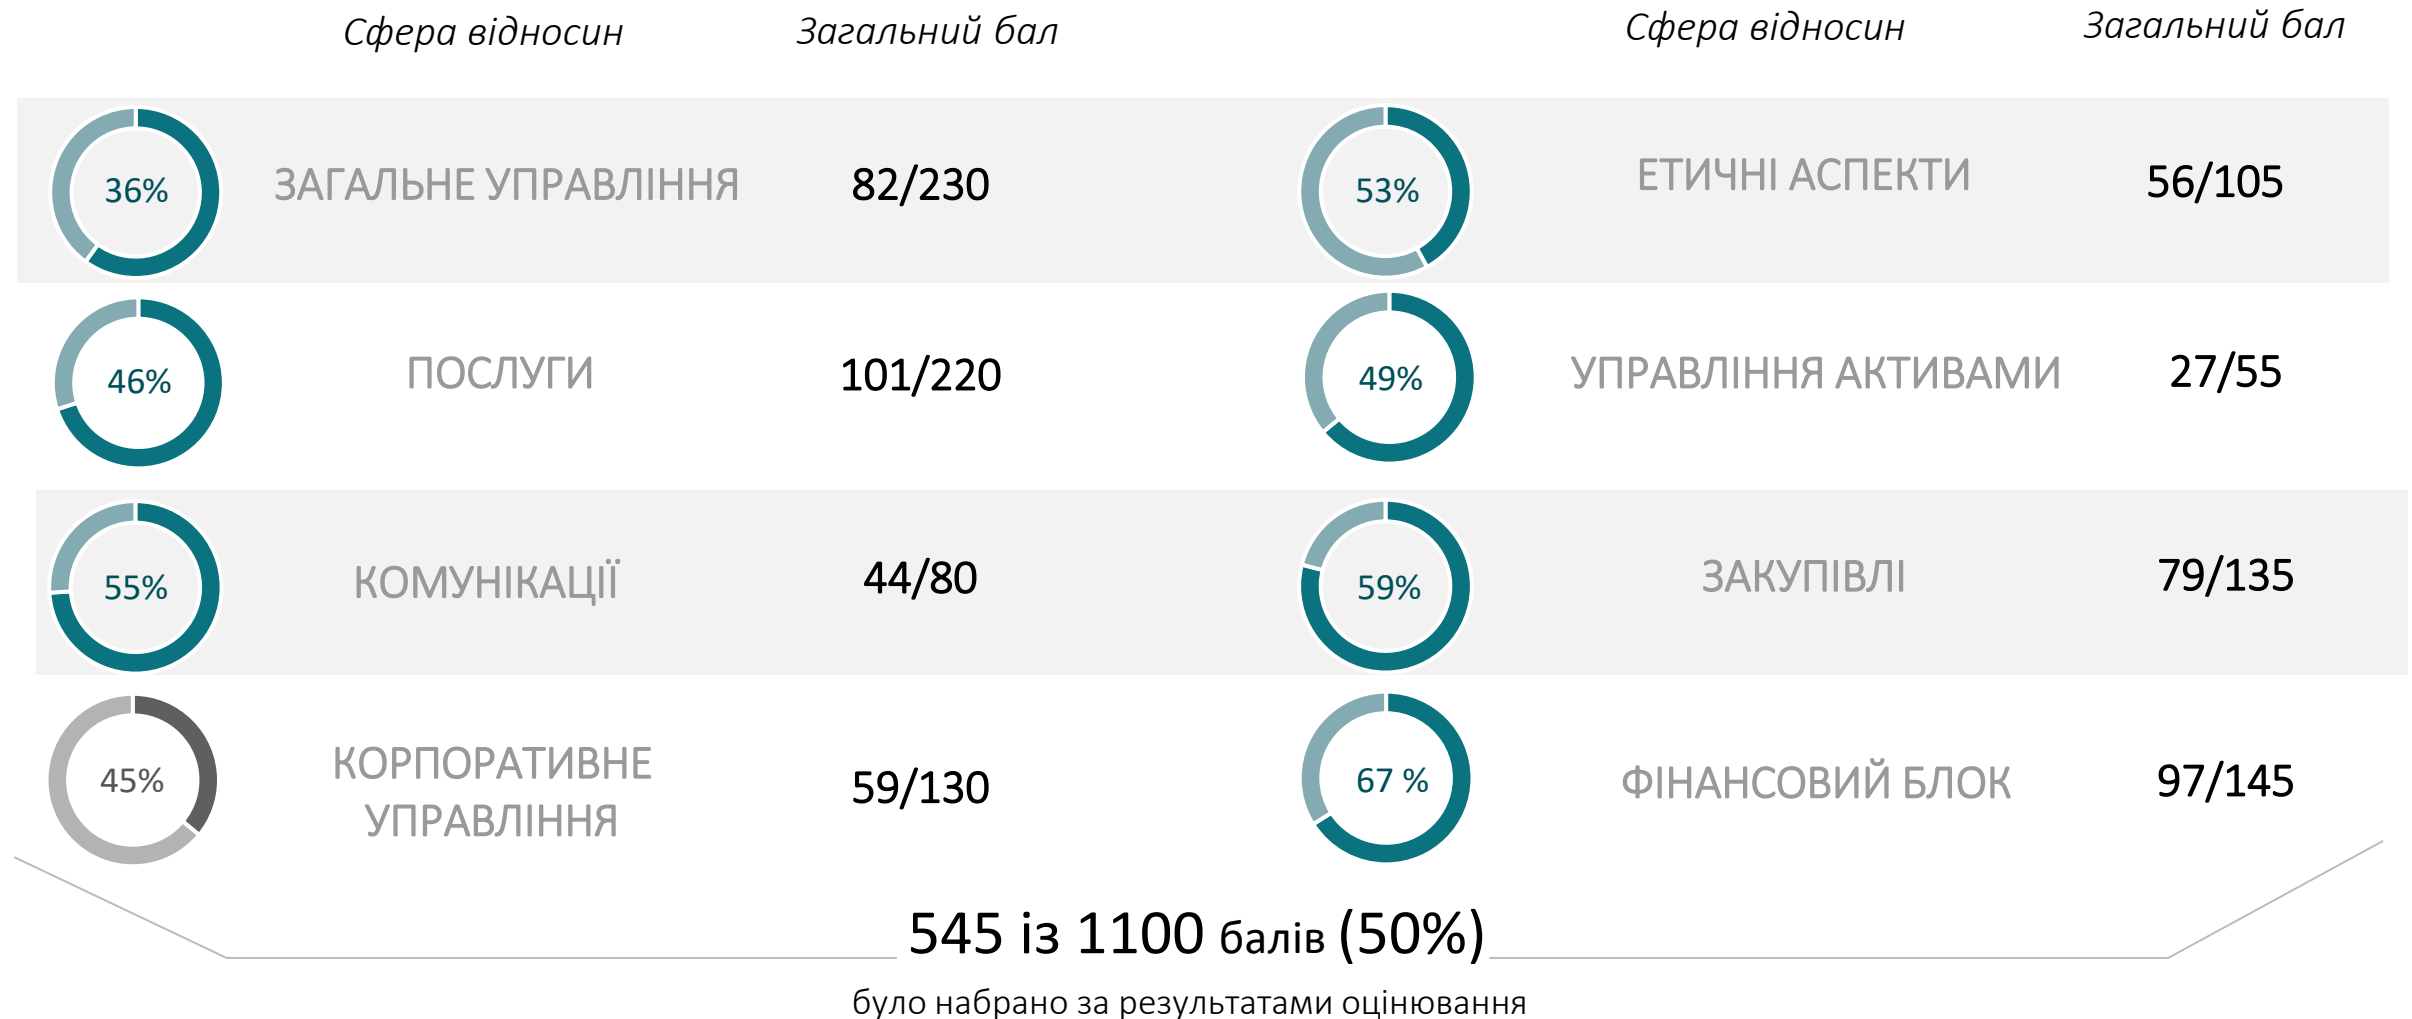 Сфера відносин Загальний бал Сфера відносин Загальний бал
36% ЗАГАЛЬНЕ УПРАВЛІННЯ 82/230 53% ЕТИЧНІ АСПЕКТИ 56/105
46% ПОСЛУГИ 101/220 49% УПРАВЛІННЯ АКТИВАМИ 27/55
55% КОМУНІКАЦІЇ 44/80 59% ЗАКУПІВЛІ 79/135
45% КОРПОРАТИВНЕ
УПРАВЛІННЯ 59/130 67 % ФІНАНСОВИЙ БЛОК 97/145
545 із 1100 балів (50%)
було набрано за результатами оцінювання